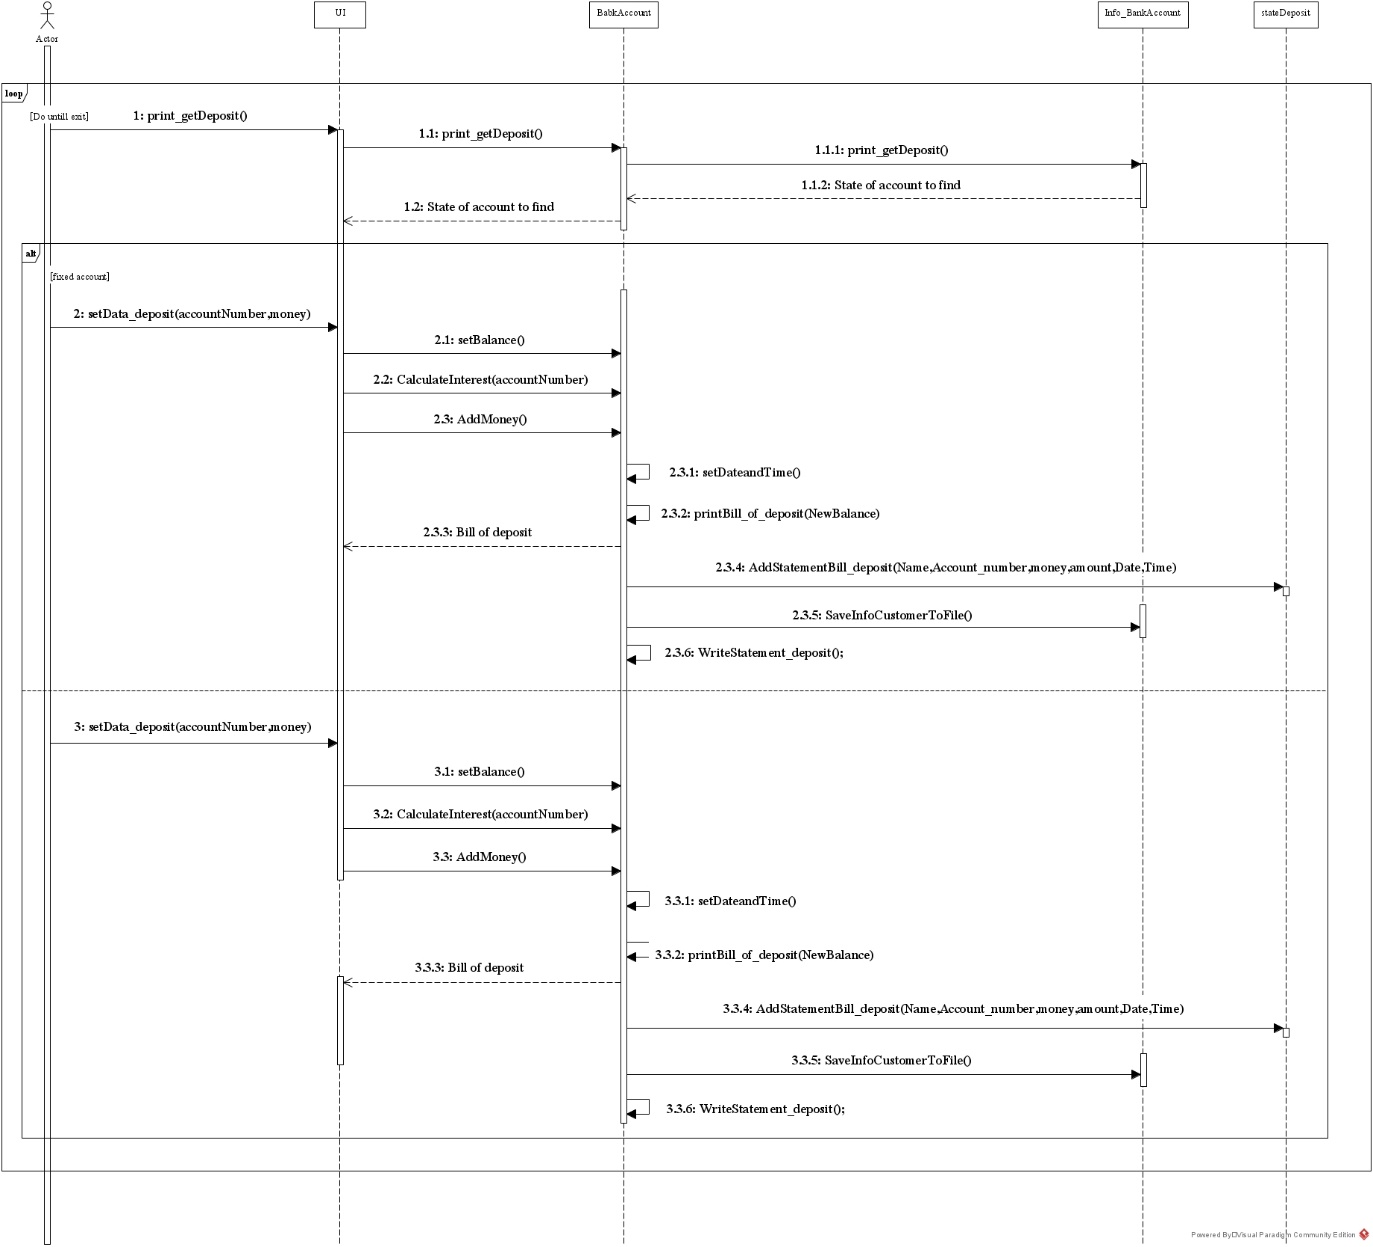 Actor
UI
BabkAccount
Info_BankAccount
stateDeposit
loop
[Do untill exit]
1: print_getDeposit()
1.1: print_getDeposit()
1.1.1: print_getDeposit()
1.1.2: State of account to find
1.2: State of account to find
alt
[fixed account]
2: setData_deposit(accountNumber,money)
2.1: setBalance()
2.2: CalculateInterest(accountNumber)
2.3: AddMoney()
2.3.1: setDateandTime()
2.3.2: printBill_of_deposit(NewBalance)
2.3.3: Bill of deposit
2.3.4: AddStatementBill_deposit(Name,Account_number,money,amount,Date,Time)
2.3.5: SaveInfoCustomerToFile()
2.3.6: WriteStatement_deposit();
3: setData_deposit(accountNumber,money)
3.1: setBalance()
3.2: CalculateInterest(accountNumber)
3.3: AddMoney()
3.3.1: setDateandTime()
3.3.2: printBill_of_deposit(NewBalance)
3.3.3: Bill of deposit
3.3.4: AddStatementBill_deposit(Name,Account_number,money,amount,Date,Time)
3.3.5: SaveInfoCustomerToFile()
3.3.6: WriteStatement_deposit();
Powered By□Visual Paradigm Community Edition